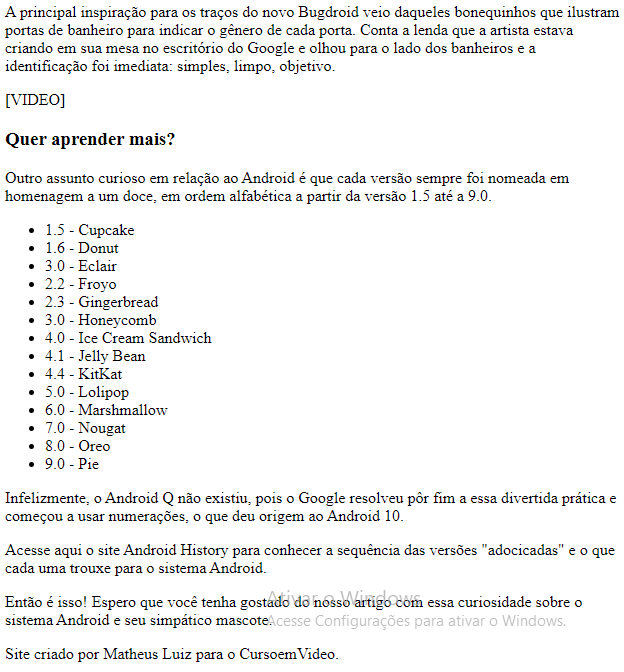 A principal inspiração para os traços do novo Bugdroid veio daqueles bonequinhos que ilustram
portas de banheiro para indicar o gênero de cada porta. Conta a lenda que a artista estava
criando em sua mesa no escritório do Google e olhou para o lado dos banheiros e a
identificação foi imediata: simples, limpo, objetivo.
[VIDEO]
Quer aprender mais?
Outro assunto curioso em relação ao Android é que cada versão sempre foi nomeada em
homenagem a um doce, em ordem alfabética a partir da versão 1.5 até a 9.0.
• 1.5 - Cupcake
• 1.6 - Donut
• 3.0 - Eclair
• 2.2 - Froyo
• 2.3 - Gingerbread
• 3.0 - Honeycomb
• 4.0 - Ice Cream Sandwich
• 4.1 - Jelly Bean
• 4.4 - KitKat
• 5.0 - Lolipop
• 6.0 - Marshmallow
• 7.0 - Nougat
• 8.0 - Oreo
• 9.0 - Pie
Infelizmente, o Android Q não existiu, pois o Google resolveu pôr fim a essa divertida prática e
começou a usar numerações, o que deu origem ao Android 10.
Acesse aqui o site Android History para conhecer a sequência das versões "adocicadas" e o que
cada uma trouxe para o sistema Android.
Ativar o Windows
Então é isso! Espero que você tenha gostado do nosso artigo com essa curiosidade sobre o
sistema Android e seu simpático mascote.
Acesse Configurações para ativar o Windows.
Site criado por Matheus Luiz para o CursoemVideo.